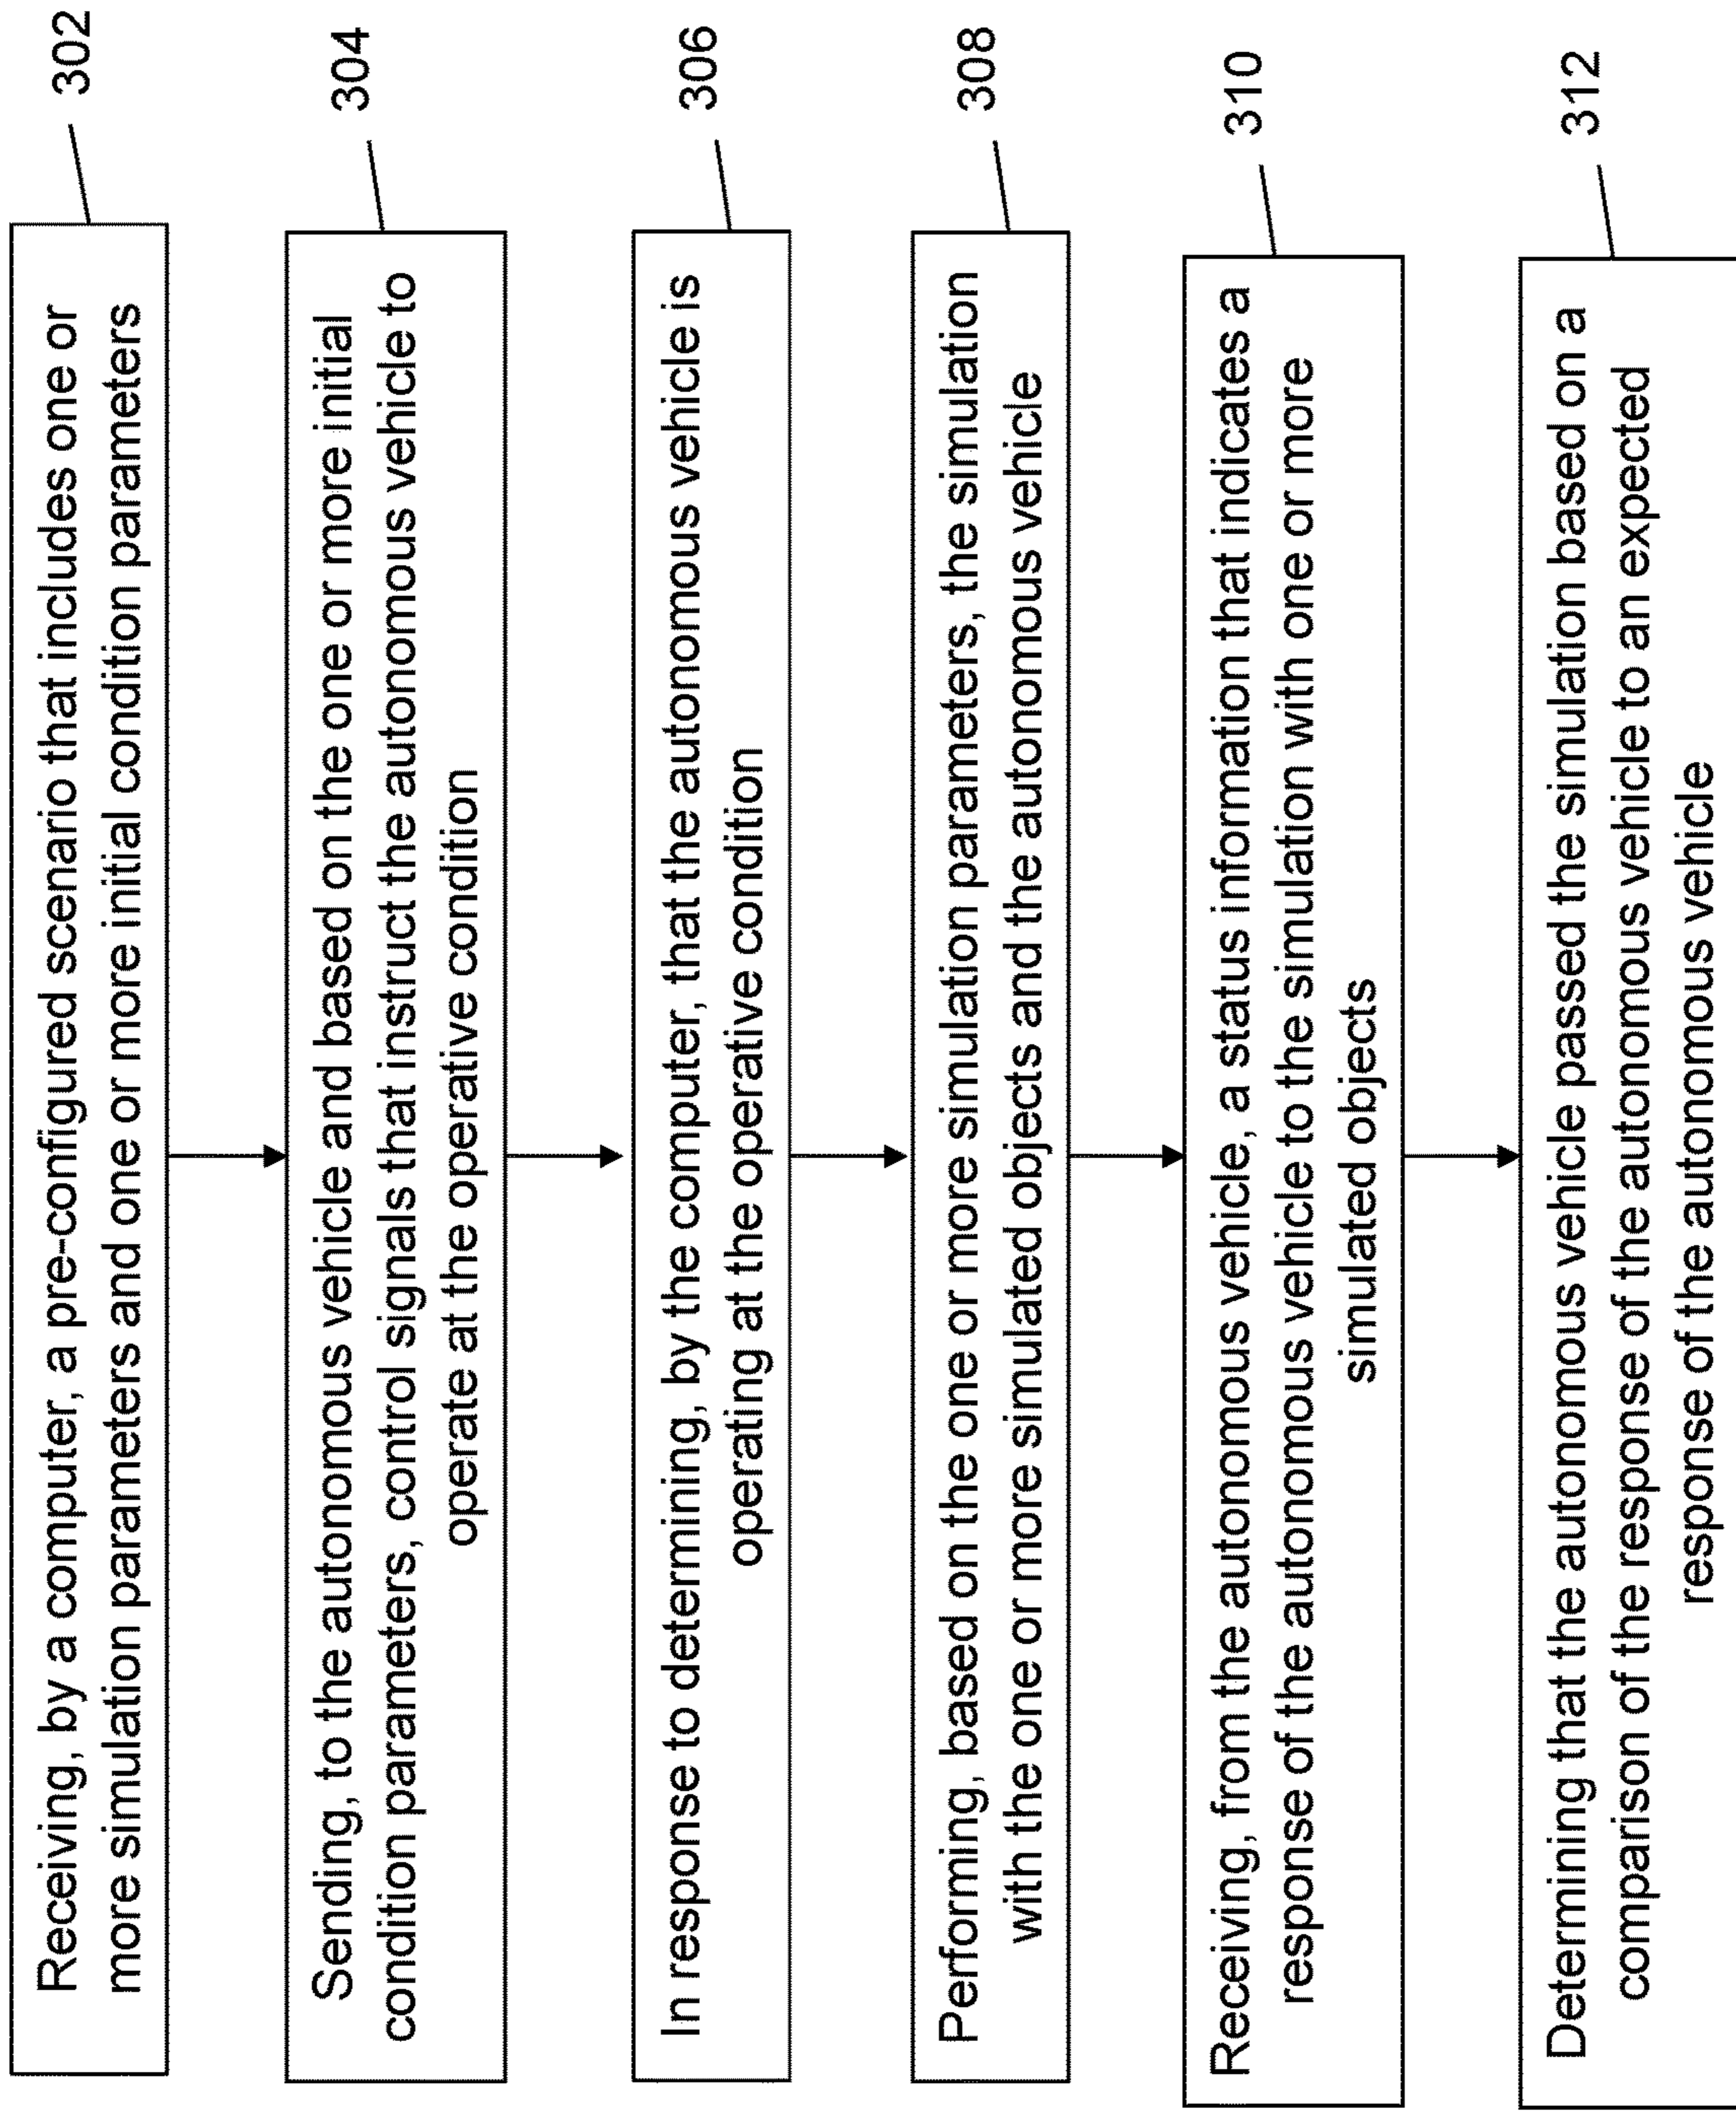 Receiving, by a computer, a pre-configured scenario that includes one or
more simulation parameters and one or more initial condition parameters
302
Sending, to the autonomous vehicle and based on the one or more initial
condition parameters, control signals that instruct the autonomous vehicle to
operate at the operative condition
304
In response to determining, by the computer, that the autonomous vehicle is
operating at the operative condition
306
Performing, based on the one or more simulation parameters, the simulation
with the one or more simulated objects and the autonomous vehicle
308
Receiving, from the autonomous vehicle, a status information that indicates a
response of the autonomous vehicle to the simulation with one or more
simulated objects
310
Determining that the autonomous vehicle passed the simulation based on a
comparison of the response of the autonomous vehicle to an expected
response of the autonomous vehicle
312